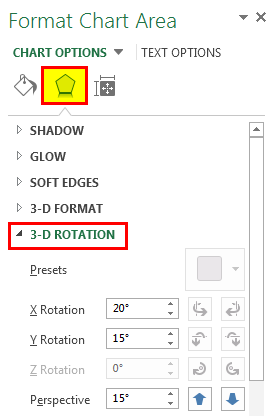 Format Chart Area
CHART OPTIONS TEXT OPTIONS
SHADOW
GLOW
SOFT EDGES
3-D FORMAT
3-D ROTATION
Presets
X Rotation 20°
Y Rotation 15°
Z Rotation 0°
Perspective 15°